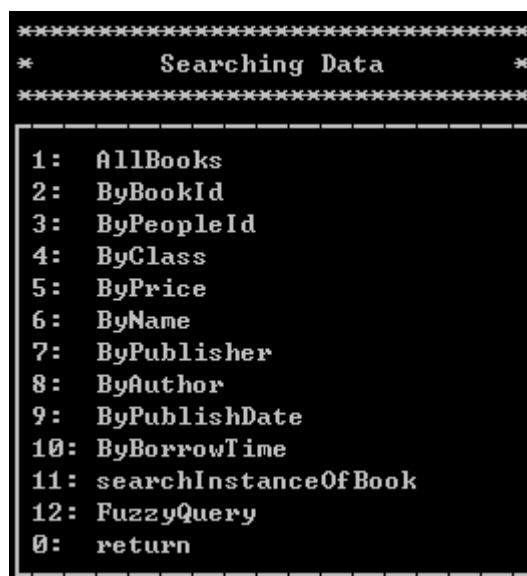 ********************************
* Searching Data *
********************************
1: AllBooks
2: ByBookId
3: ByPeopleId
4: ByClass
5: ByPrice
6: ByName
7: ByPublisher
8: ByAuthor
9: ByPublishDate
10: ByBorrowTime
11: searchInstanceOfBook
12: FuzzyQuery
0: return